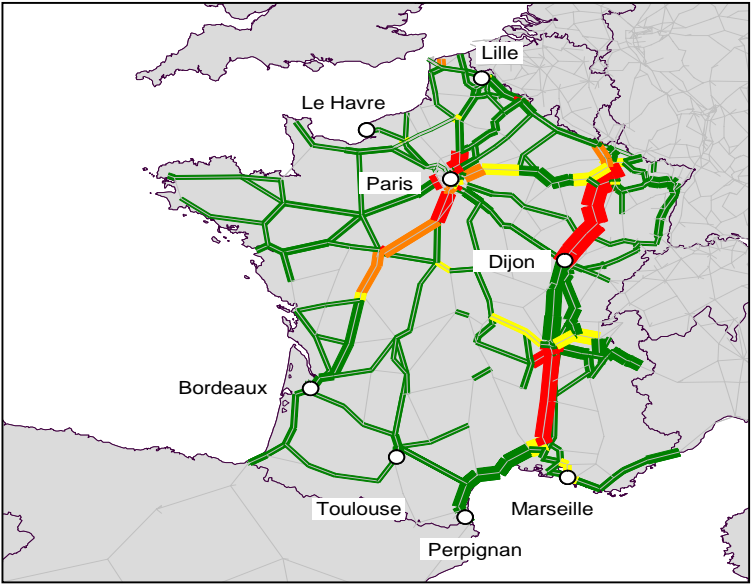 Lille
Le Havre
Paris
Dijon
Bordeaux
Toulouse
Marseille
Perpignan